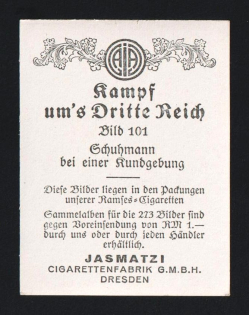 AJA
Kampf
um's Dritte Reich
Bild 101
Schuhmann
bei einer Kundgebung
Diese Bilder liegen in den Packungen
unserer Ramses=Cigaretten
Sammelalben für die 223 Bilder sind
gegen Voreinsendung von RM 1.—
durch uns oder durch jeden Händler
erhältlich.
JASMATZI
CIGARETTENFABRIK G.M.B.H.
DRESDEN